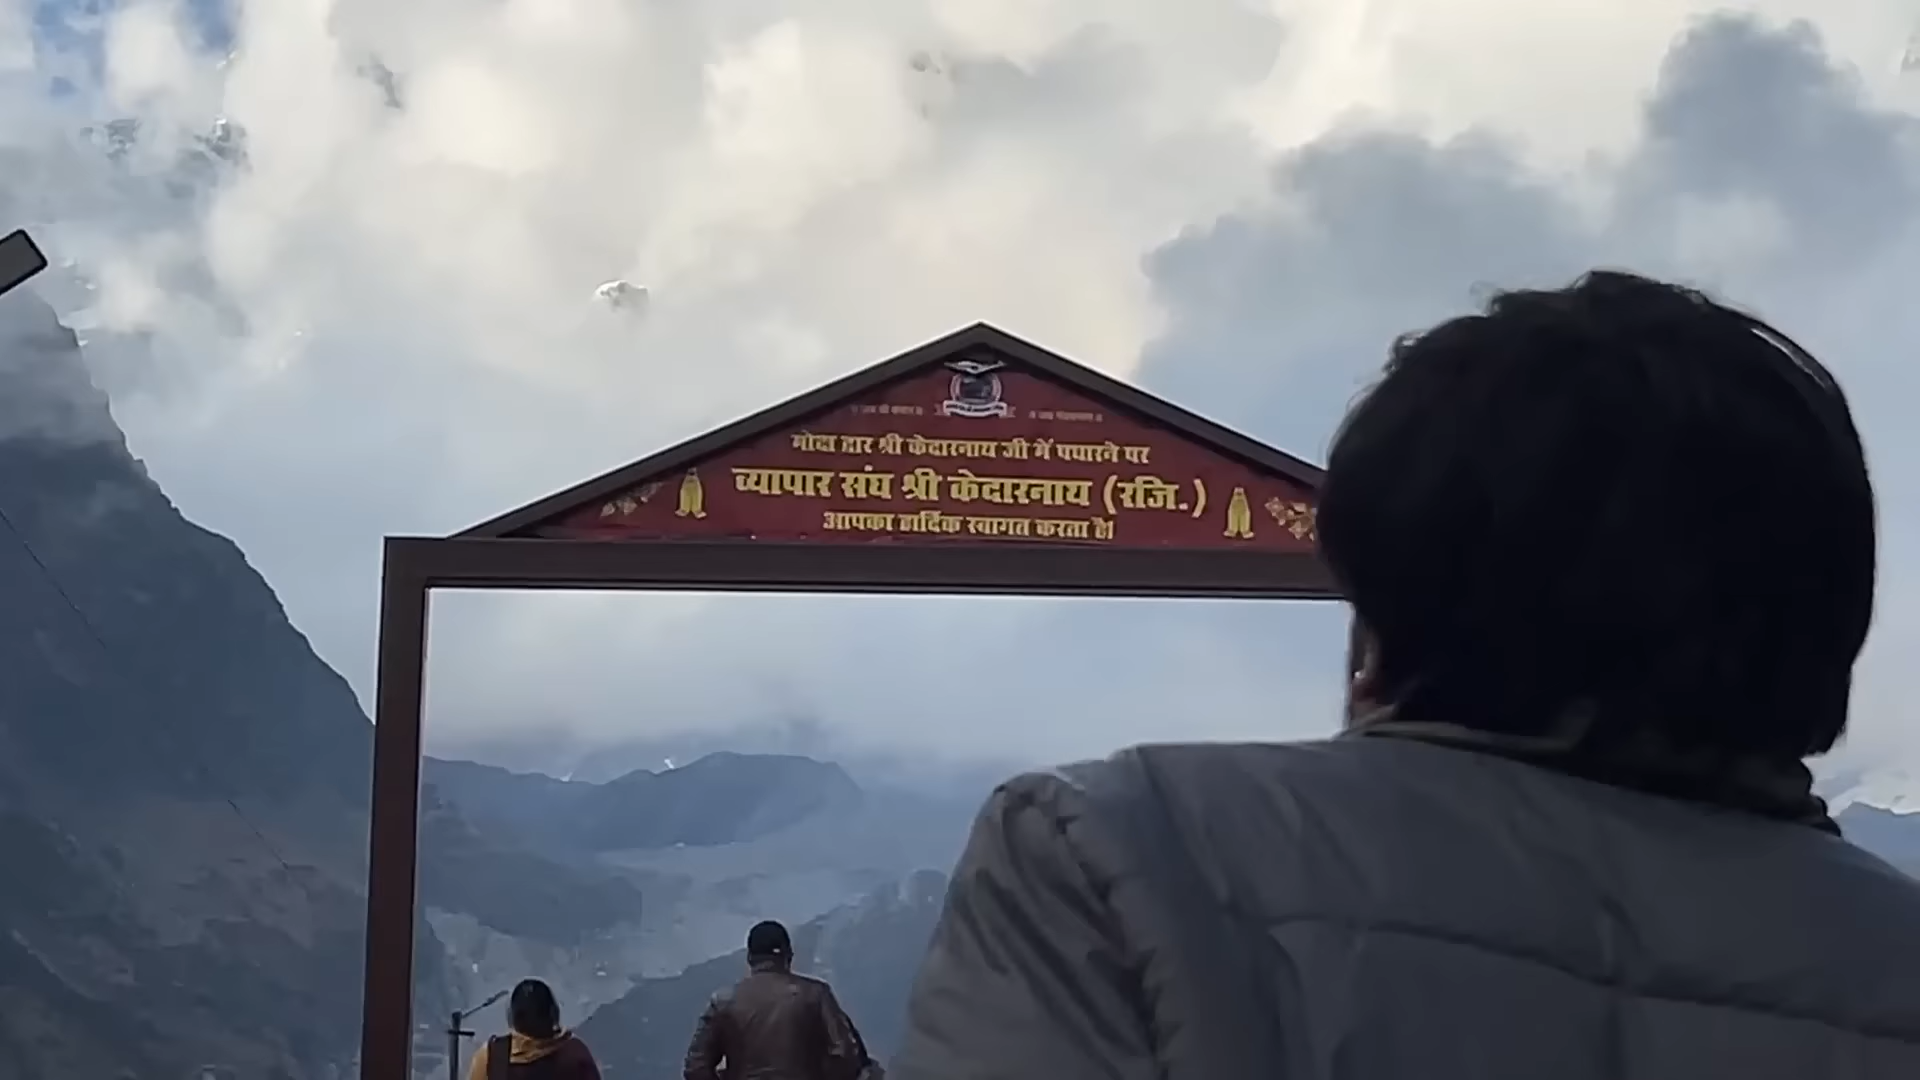 मोक्ष द्वार श्री केदारनाथ जी में पधारने पर
व्यापार संघ श्री केदारनाथ (रजि.)
आपका हार्दिक स्वागत करता है।